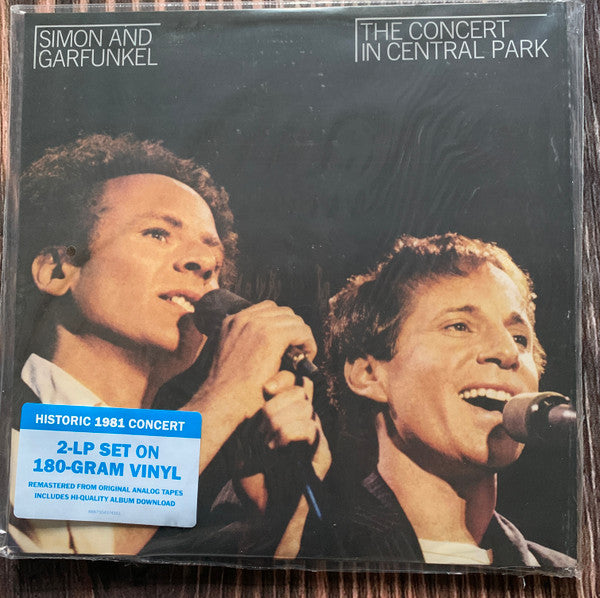 SIMON AND
GARFUNKEL
THE CONCERT
IN CENTRAL PARK
HISTORIC 1981 CONCERT
2-LP SET ON
180-GRAM VINYL
REMASTERED FROM ORIGINAL ANALOG TAPES
INCLUDES HI-QUALITY ALBUM DOWNLOAD